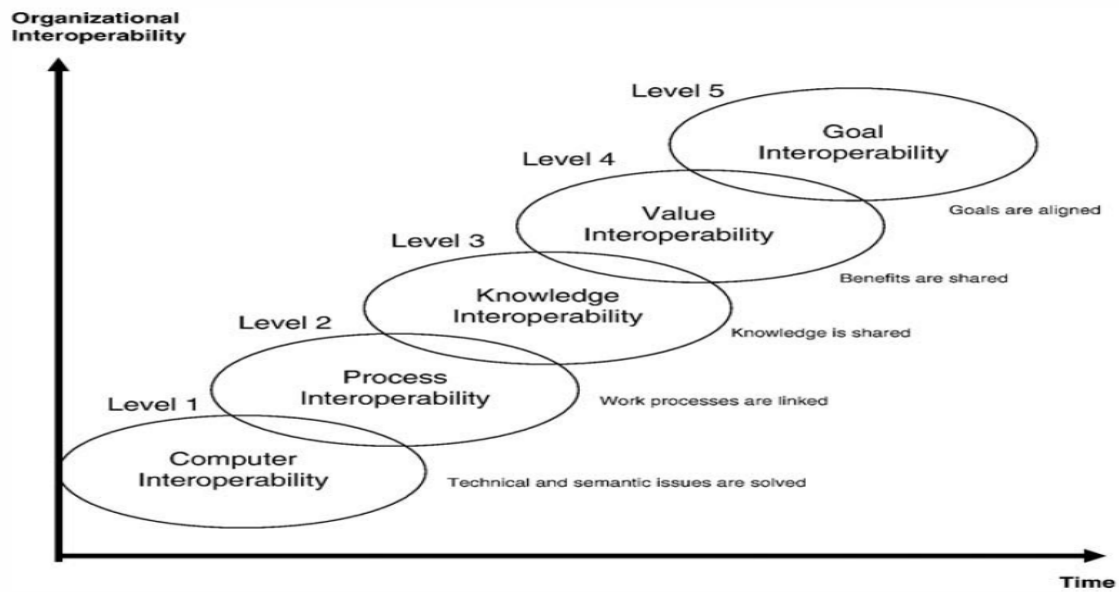 Organizational
Interoperability
Level 5
Goal
Interoperability
Goals are aligned
Level 4
Value
Interoperability
Benefits are shared
Level 3
Knowledge
Interoperability
Knowledge is shared
Level 2
Process
Interoperability
Work processes are linked
Level 1
Computer
Interoperability
Technical and semantic issues are solved
Time